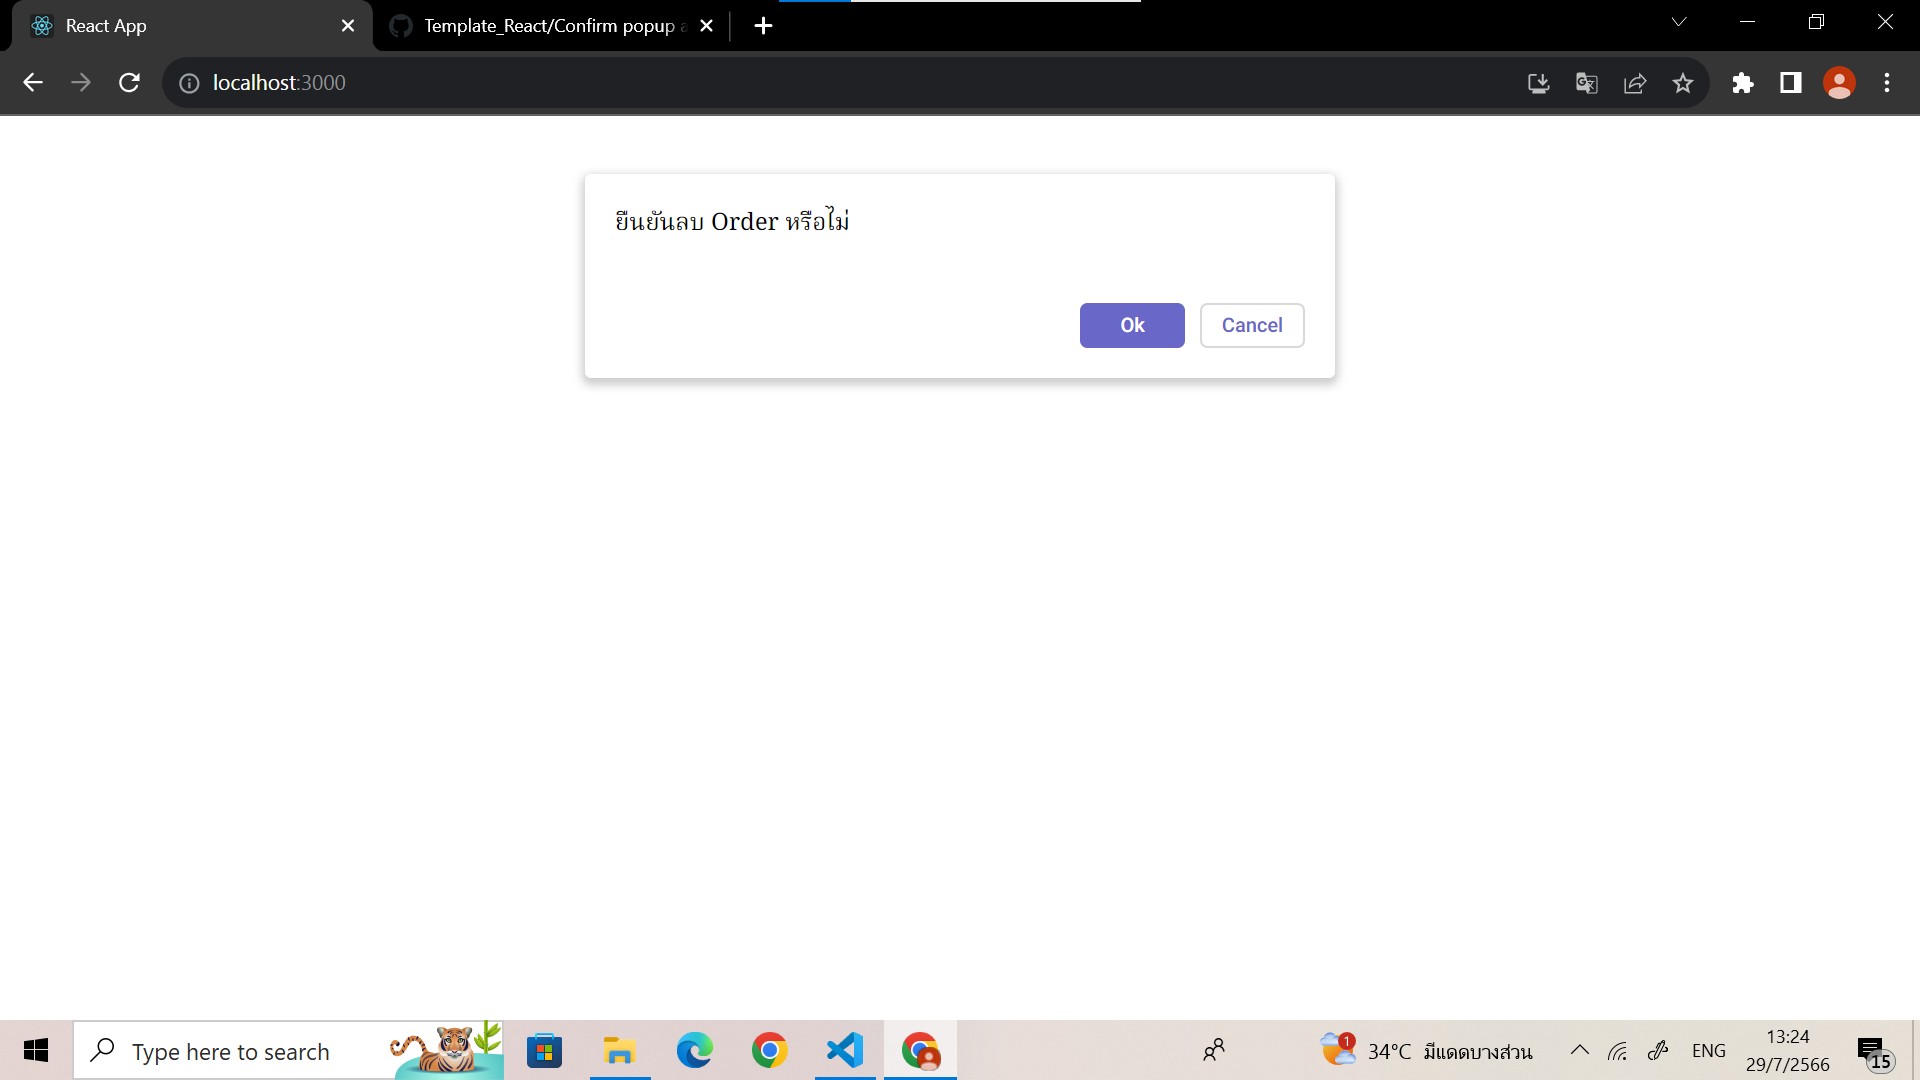 React App
Template_React/Confirm popup a
localhost:3000
ยืนยันลบ Order หรือไม่
Ok
Cancel
Type here to search
1
34°C มีแดดบางส่วน
ENG
13:24
29/7/2566
15